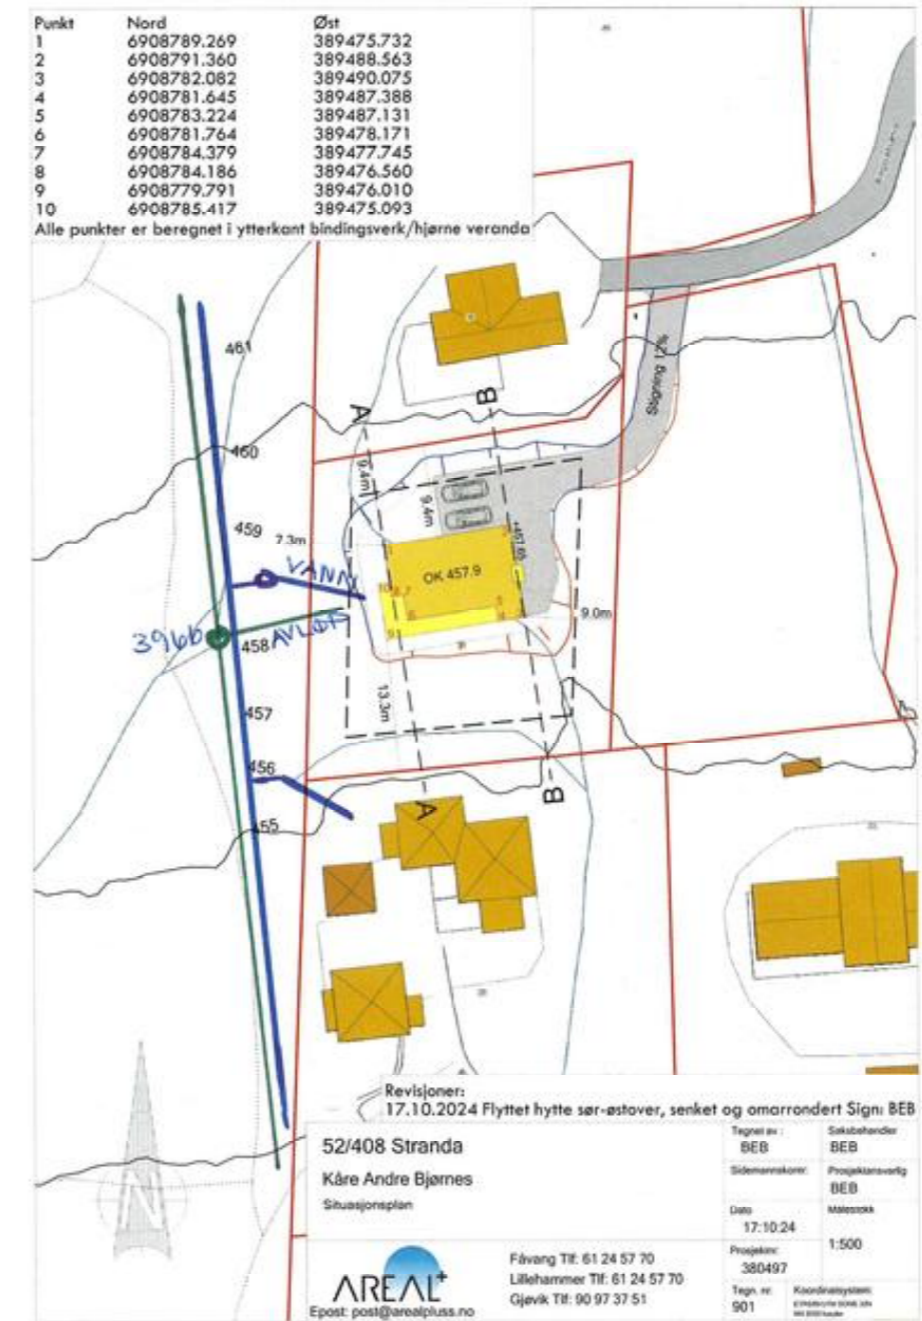 Punkt Nord Øst
1 6908789.269 389475.732
2 6908791.360 389488.563
3 6908782.082 389490.075
4 6908781.645 389487.388
5 6908783.224 389487.131
6 6908781.764 389478.171
7 6908784.379 389477.745
8 6908784.186 389476.560
9 6908779.791 389476.010
10 6908785.417 389475.093
Alle punkter er beregnet i ytterkant bindingsverk/hjørne veranda
461
Stigning 12%
A
B
460
9.4m
9.4m
459
7.3m
VANN
+457.65
OK 457.9
10
9.0m
3966
458
AVLØP
9
13.3m
457
456
A
B
455
N
Revisjoner:
17.10.2024 Flyttet hytte sør-østover, senket og omarrondert Sign: BEB
52/408 Stranda
Kåre Andre Bjørnes
Situasjonsplan
Tegnet av :
BEB
Saksbehandler
BEB
Sidemannskontr:
Prosjektansvarlig
BEB
Dato
17:10:24
Målestokk
1:500
Prosjektnr:
380497
Tegn. nr:
901
Koordinatsystem:
AREAL+
Epost: post@arealpluss.no
Fåvang Tlf: 61 24 57 70
Lillehammer Tlf: 61 24 57 70
Gjøvik Tlf: 90 97 37 51